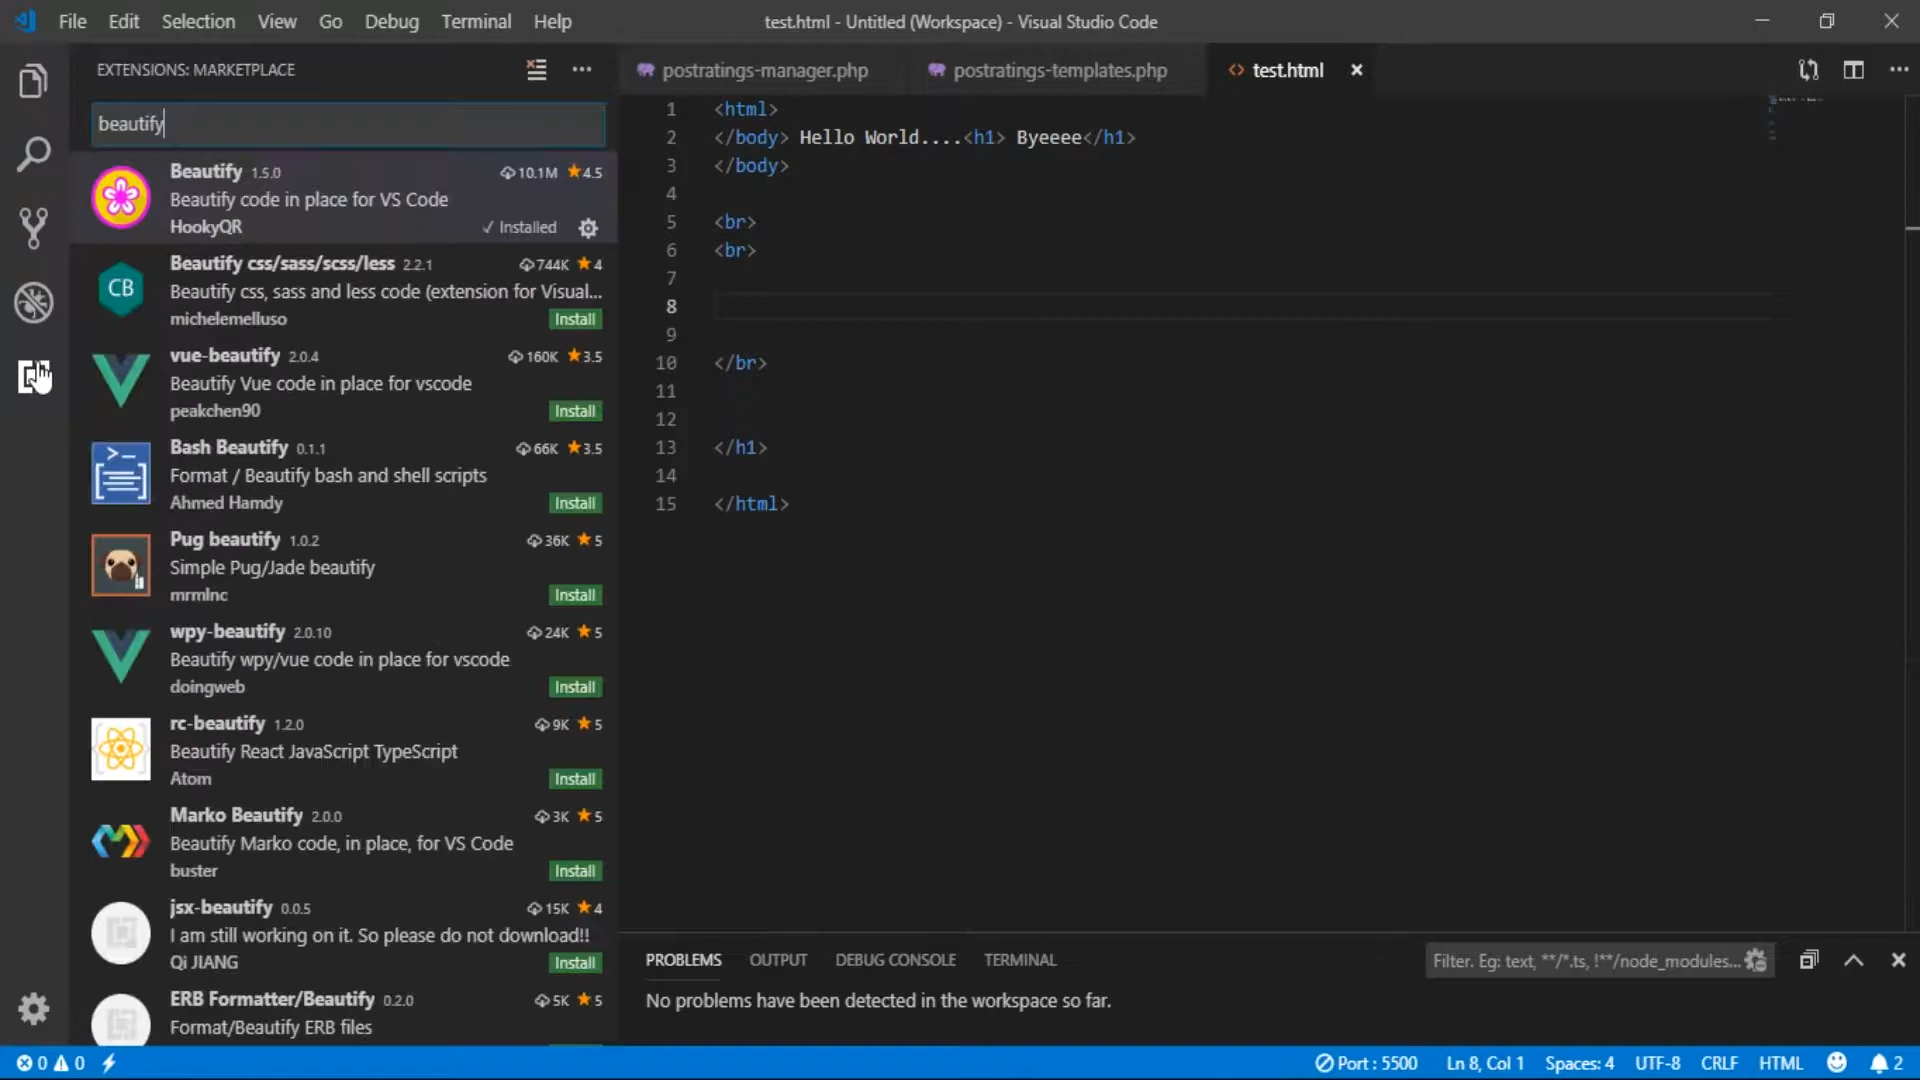 File Edit Selection View Go Debug Terminal Help
test.html - Untitled (Workspace) - Visual Studio Code
EXTENSIONS: MARKETPLACE
beautify
Beautify 1.5.0 10.1M 4.5
Beautify code in place for VS Code
HookyQR ✓ Installed
CB
Beautify css/sass/scss/less 2.2.1 744K 4
Beautify css, sass and less code (extension for Visual...
michelemelluso Install
vue-beautify 2.0.4 160K 3.5
Beautify Vue code in place for vscode
peakchen90 Install
Bash Beautify 0.1.1 66K 3.5
Format / Beautify bash and shell scripts
Ahmed Hamdy Install
Pug beautify 1.0.2 36K 5
Simple Pug/Jade beautify
mrmlnc Install
wpy-beautify 2.0.10 24K 5
Beautify wpy/vue code in place for vscode
doingweb Install
rc-beautify 1.2.0 9K 5
Beautify React JavaScript TypeScript
Atom Install
Marko Beautify 2.0.0 3K 5
Beautify Marko code, in place, for VS Code
buster Install
jsx-beautify 0.0.5 15K 4
I am still working on it. So please do not download!!
Qi JIANG Install
ERB Formatter/Beautify 0.2.0 5K 5
Format/Beautify ERB files
postratings-manager.php postratings-templates.php test.html
1 <html>
2 </body> Hello World....<h1> Byeeee</h1>
3 </body>
4
5 <br>
6 <br>
7
8
9
10 </br>
11
12
13 </h1>
14
15 </html>
PROBLEMS OUTPUT DEBUG CONSOLE TERMINAL
Filter. Eg: text, **/*.ts, !**/node_modules...
No problems have been detected in the workspace so far.
0 0 Port : 5500 Ln 8, Col 1 Spaces: 4 UTF-8 CRLF HTML 2